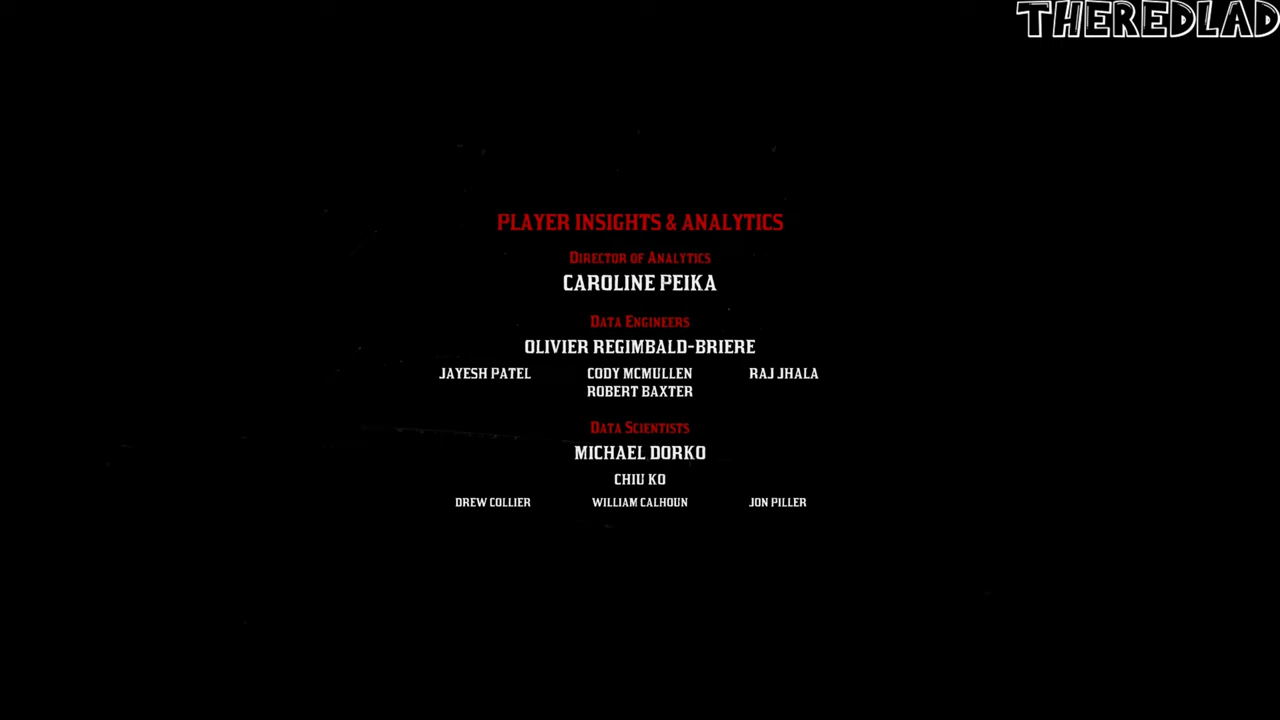 THEREDLAD
PLAYER INSIGHTS & ANALYTICS
DIRECTOR OF ANALYTICS
CAROLINE PEIKA
DATA ENGINEERS
OLIVIER REGIMBALD-BRIERE
JAYESH PATEL CODY MCMULLEN RAJ JHALA
ROBERT BAXTER
DATA SCIENTISTS
MICHAEL DORKO
CHIU KO
DREW COLLIER WILLIAM CALHOUN JON PILLER